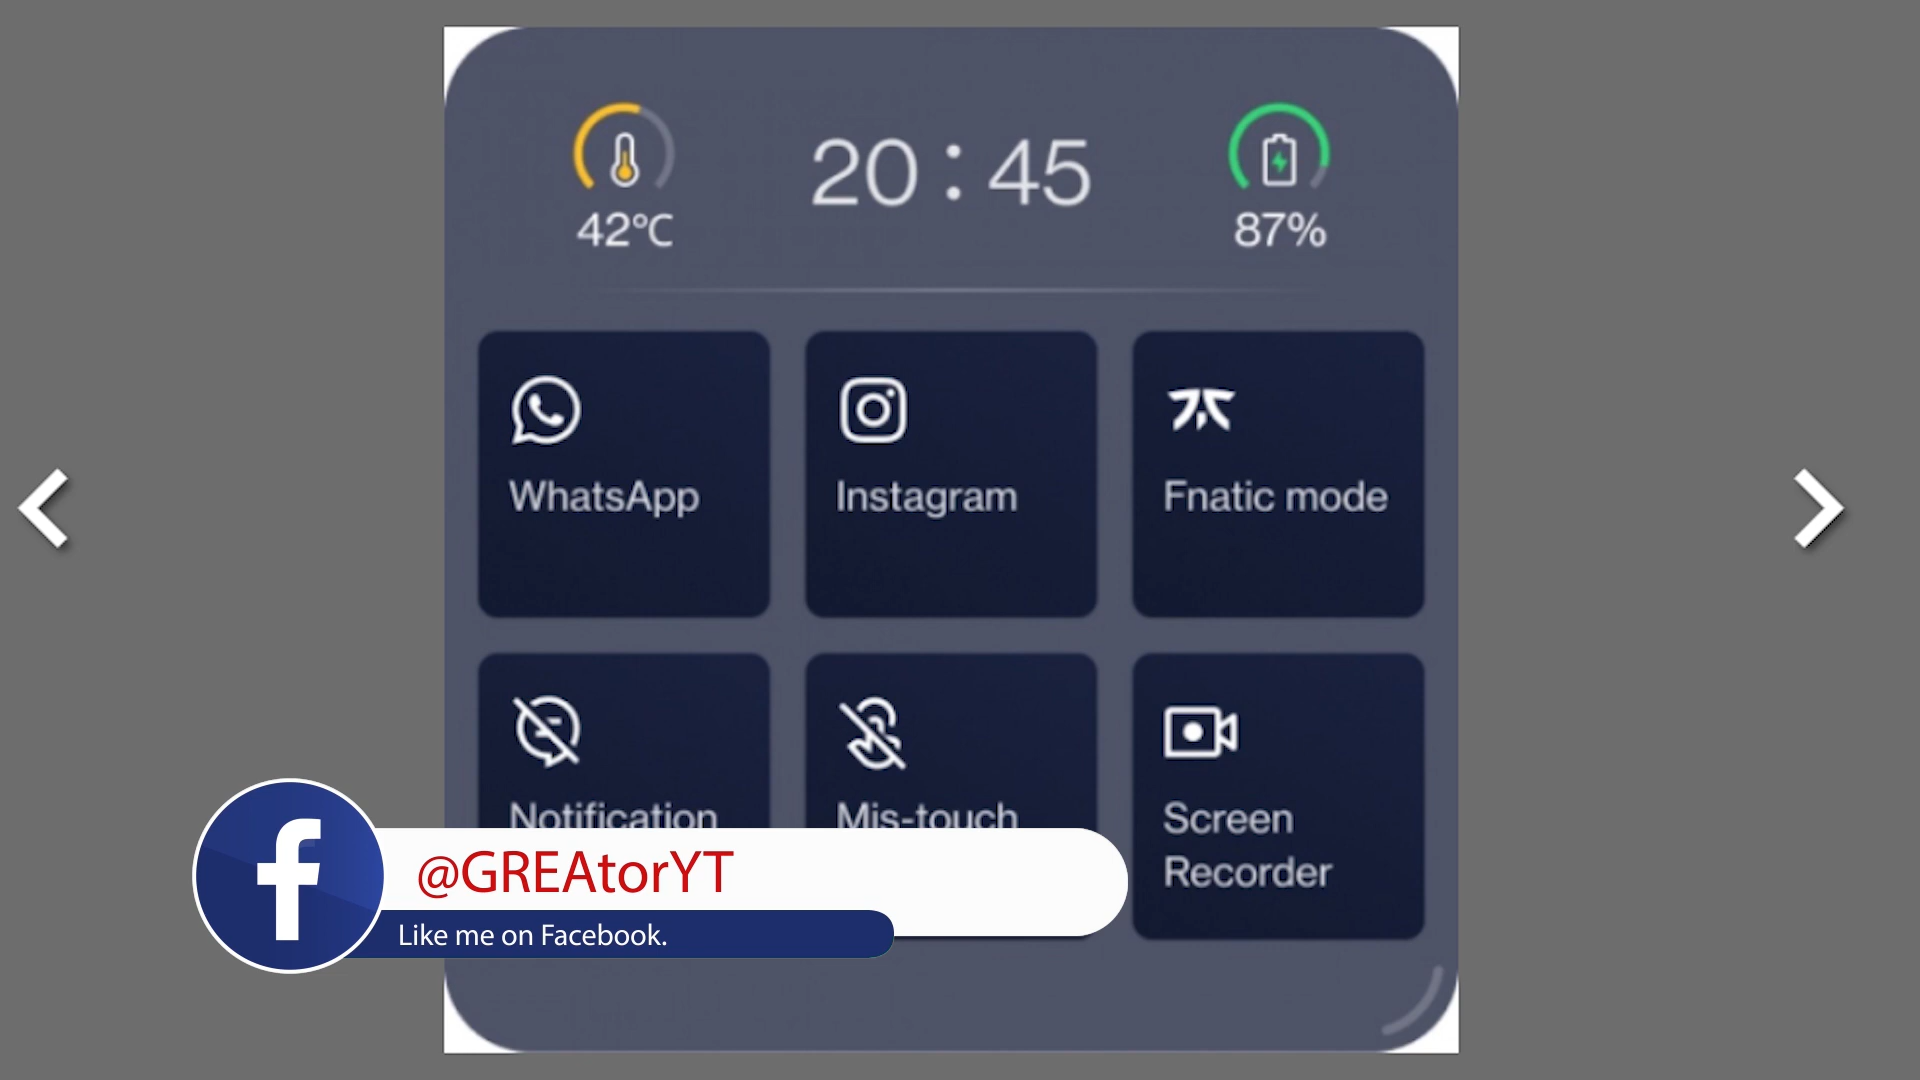 42°C
20 : 45
87%
WhatsApp
Instagram
Fnatic mode
Notification
Mis-touch
Screen
Recorder
@GREAtorYT
Like me on Facebook.